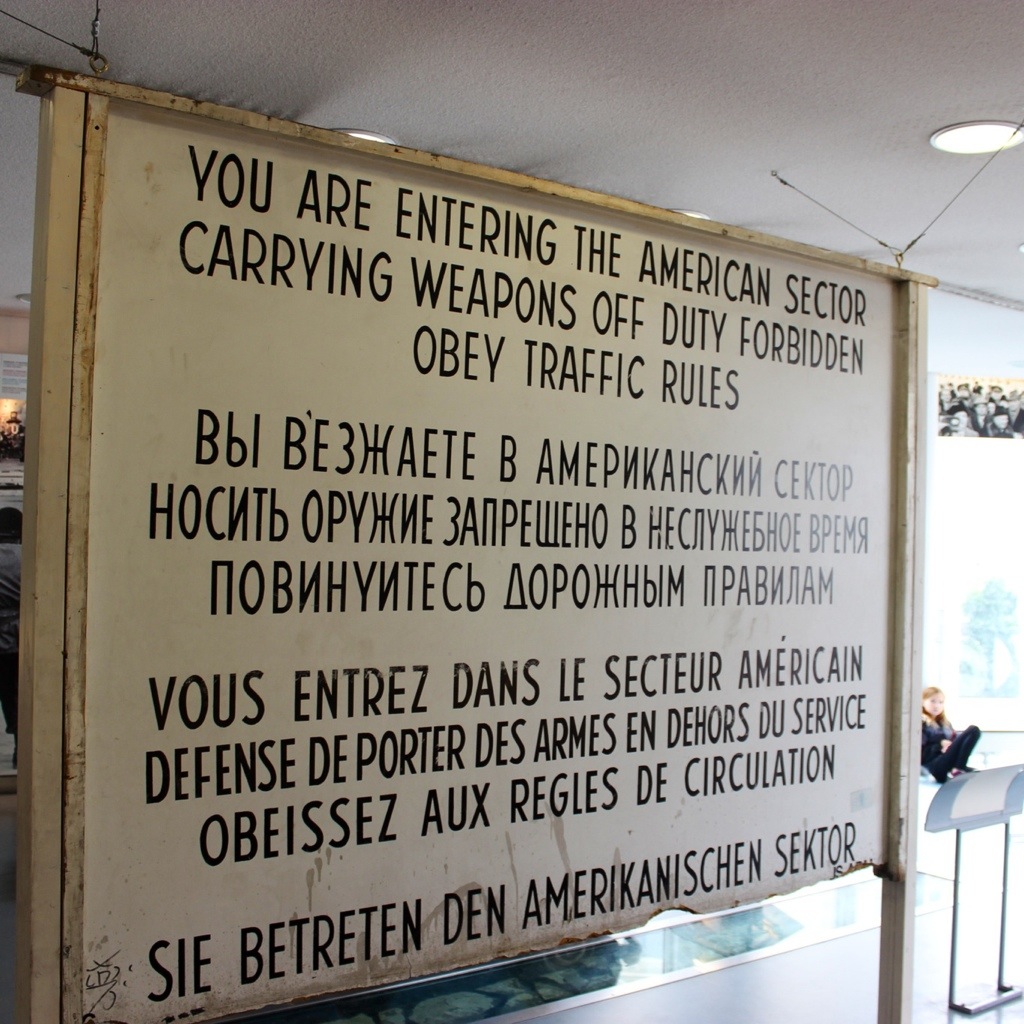 YOU ARE ENTERING THE AMERICAN SECTOR
CARRYING WEAPONS OFF DUTY FORBIDDEN
OBEY TRAFFIC RULES
ВЫ В'ЕЗЖАЕТЕ В АМЕРИКАНСКИЙ СЕКТОР
НОСИТЬ ОРУЖИЕ ЗАПРЕЩЕНО В НЕСЛУЖЕБНОЕ ВРЕМЯ
ПОВИНУИТЕСЬ ДОРОЖНЫМ ПРАВИЛАМ
VOUS ENTREZ DANS LE SECTEUR AMÉRICAIN
DEFENSE DE PORTER DES ARMES EN DEHORS DU SERVICE
OBEISSEZ AUX REGLES DE CIRCULATION
SIE BETRETEN DEN AMERIKANISCHEN SEKTOR